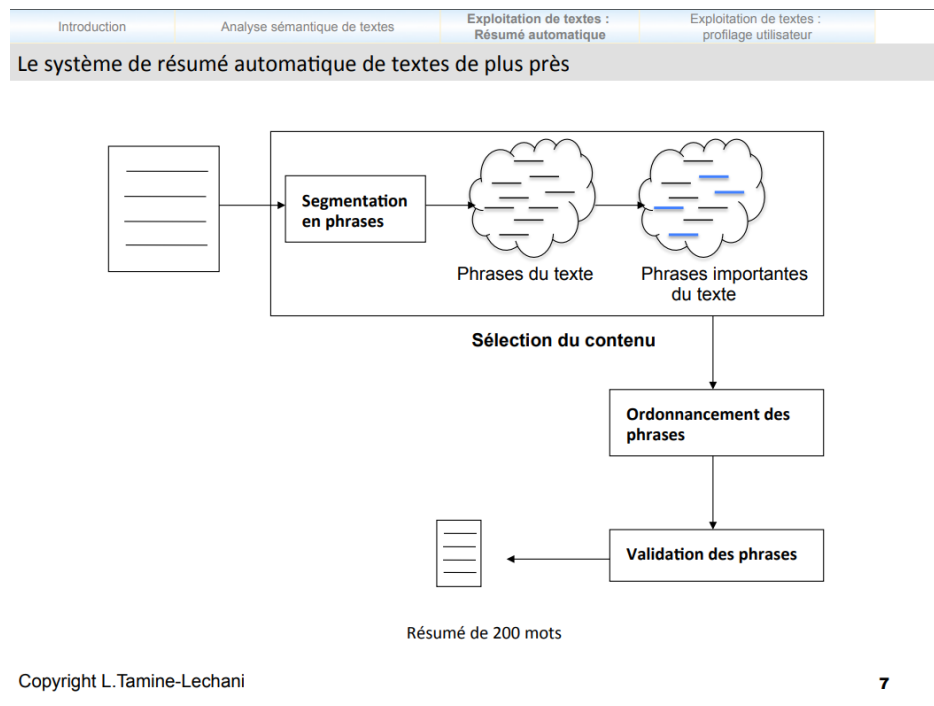 Introduction
Analyse sémantique de textes
Exploitation de textes :
Résumé automatique
Exploitation de textes :
profilage utilisateur
Le système de résumé automatique de textes de plus près
Segmentation
en phrases
Phrases du texte
Phrases importantes
du texte
Sélection du contenu
Ordonnancement des
phrases
Validation des phrases
Résumé de 200 mots
Copyright L.Tamine-Lechani
7